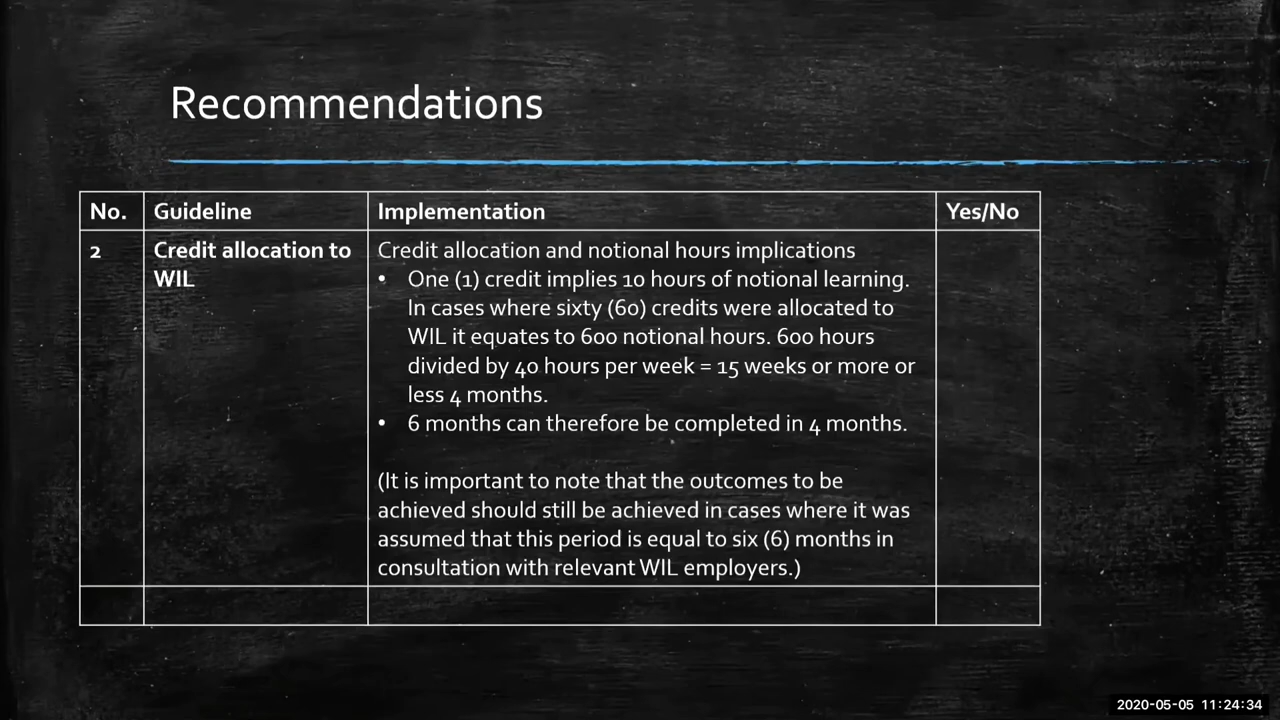 Recommendations
No. Guideline Implementation Yes/No
2 Credit allocation to Credit allocation and notional hours implications
WIL • One (1) credit implies 10 hours of notional learning.
In cases where sixty (60) credits were allocated to
WIL it equates to 600 notional hours. 600 hours
divided by 40 hours per week = 15 weeks or more or
less 4 months.
• 6 months can therefore be completed in 4 months.
(It is important to note that the outcomes to be
achieved should still be achieved in cases where it was
assumed that this period is equal to six (6) months in
consultation with relevant WIL employers.)
2020-05-05 11:24:34